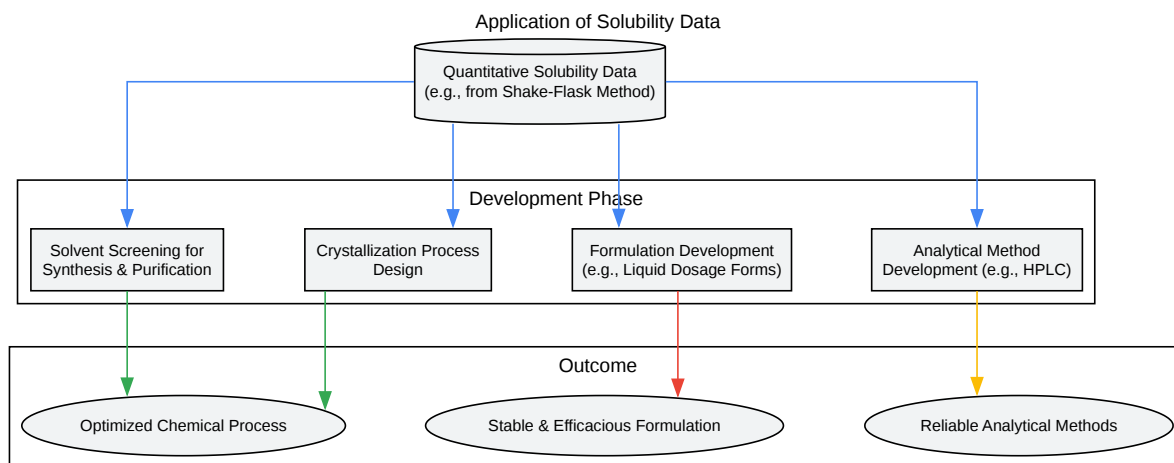 Application of Solubility Data
Quantitative Solubility Data
(e.g., from Shake-Flask Method)
Development Phase
Solvent Screening for
Synthesis & Purification
Crystallization Process
Design
Formulation Development
(e.g., Liquid Dosage Forms)
Analytical Method
Development (e.g., HPLC)
Outcome
Optimized Chemical Process
Stable & Efficacious Formulation
Reliable Analytical Methods